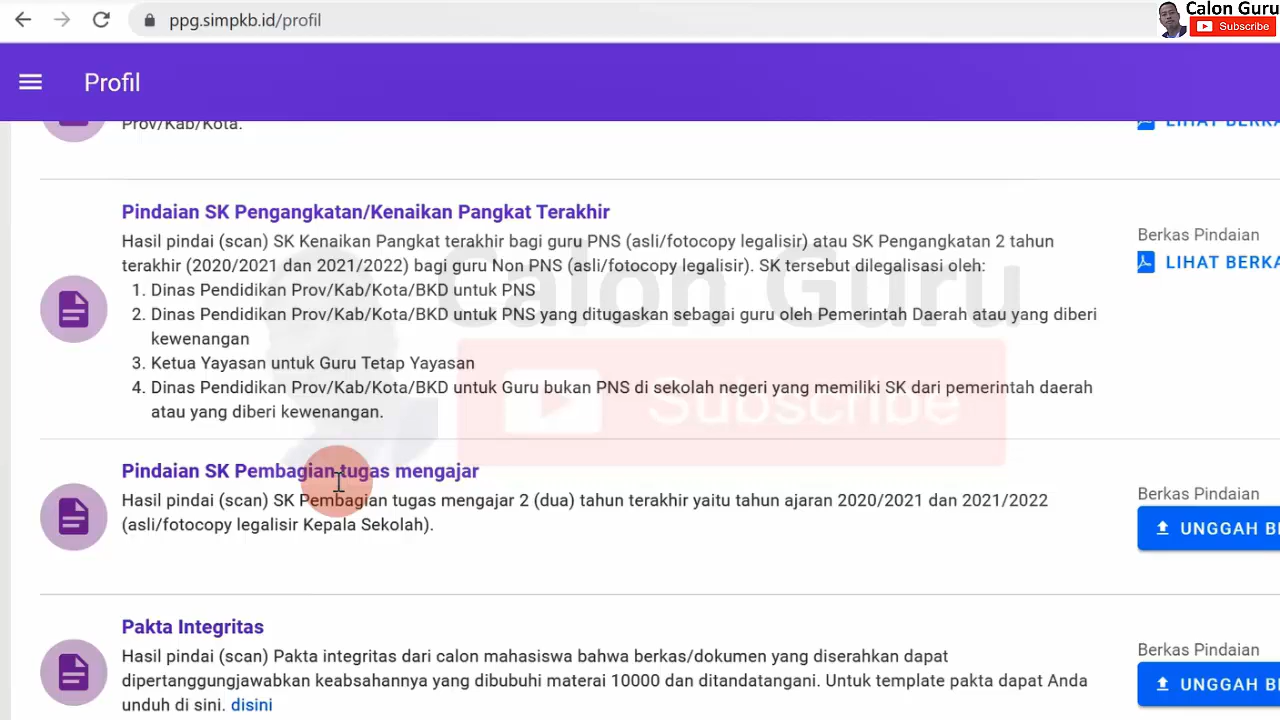 ppg.simpkb.id/profil
Calon Guru
Subscribe
Profil
Prov/Kab/Kota.
LIHAT BERKA
Pindaian SK Pengangkatan/Kenaikan Pangkat Terakhir
Hasil pindai (scan) SK Kenaikan Pangkat terakhir bagi guru PNS (asli/fotocopy legalisir) atau SK Pengangkatan 2 tahun
terakhir (2020/2021 dan 2021/2022) bagi guru Non PNS (asli/fotocopy legalisir). SK tersebut dilegalisasi oleh:
1. Dinas Pendidikan Prov/Kab/Kota/BKD untuk PNS
2. Dinas Pendidikan Prov/Kab/Kota/BKD untuk PNS yang ditugaskan sebagai guru oleh Pemerintah Daerah atau yang diberi
kewenangan
3. Ketua Yayasan untuk Guru Tetap Yayasan
4. Dinas Pendidikan Prov/Kab/Kota/BKD untuk Guru bukan PNS di sekolah negeri yang memiliki SK dari pemerintah daerah
atau yang diberi kewenangan.
Berkas Pindaian
LIHAT BERKA
Calon Guru
Subscribe
Pindaian SK Pembagian tugas mengajar
Hasil pindai (scan) SK Pembagian tugas mengajar 2 (dua) tahun terakhir yaitu tahun ajaran 2020/2021 dan 2021/2022
(asli/fotocopy legalisir Kepala Sekolah).
Berkas Pindaian
UNGGAH BE
Pakta Integritas
Hasil pindai (scan) Pakta integritas dari calon mahasiswa bahwa berkas/dokumen yang diserahkan dapat
dipertanggungjawabkan keabsahannya yang dibubuhi materai 10000 dan ditandatangani. Untuk template pakta dapat Anda
unduh di sini. disini
Berkas Pindaian
UNGGAH BE